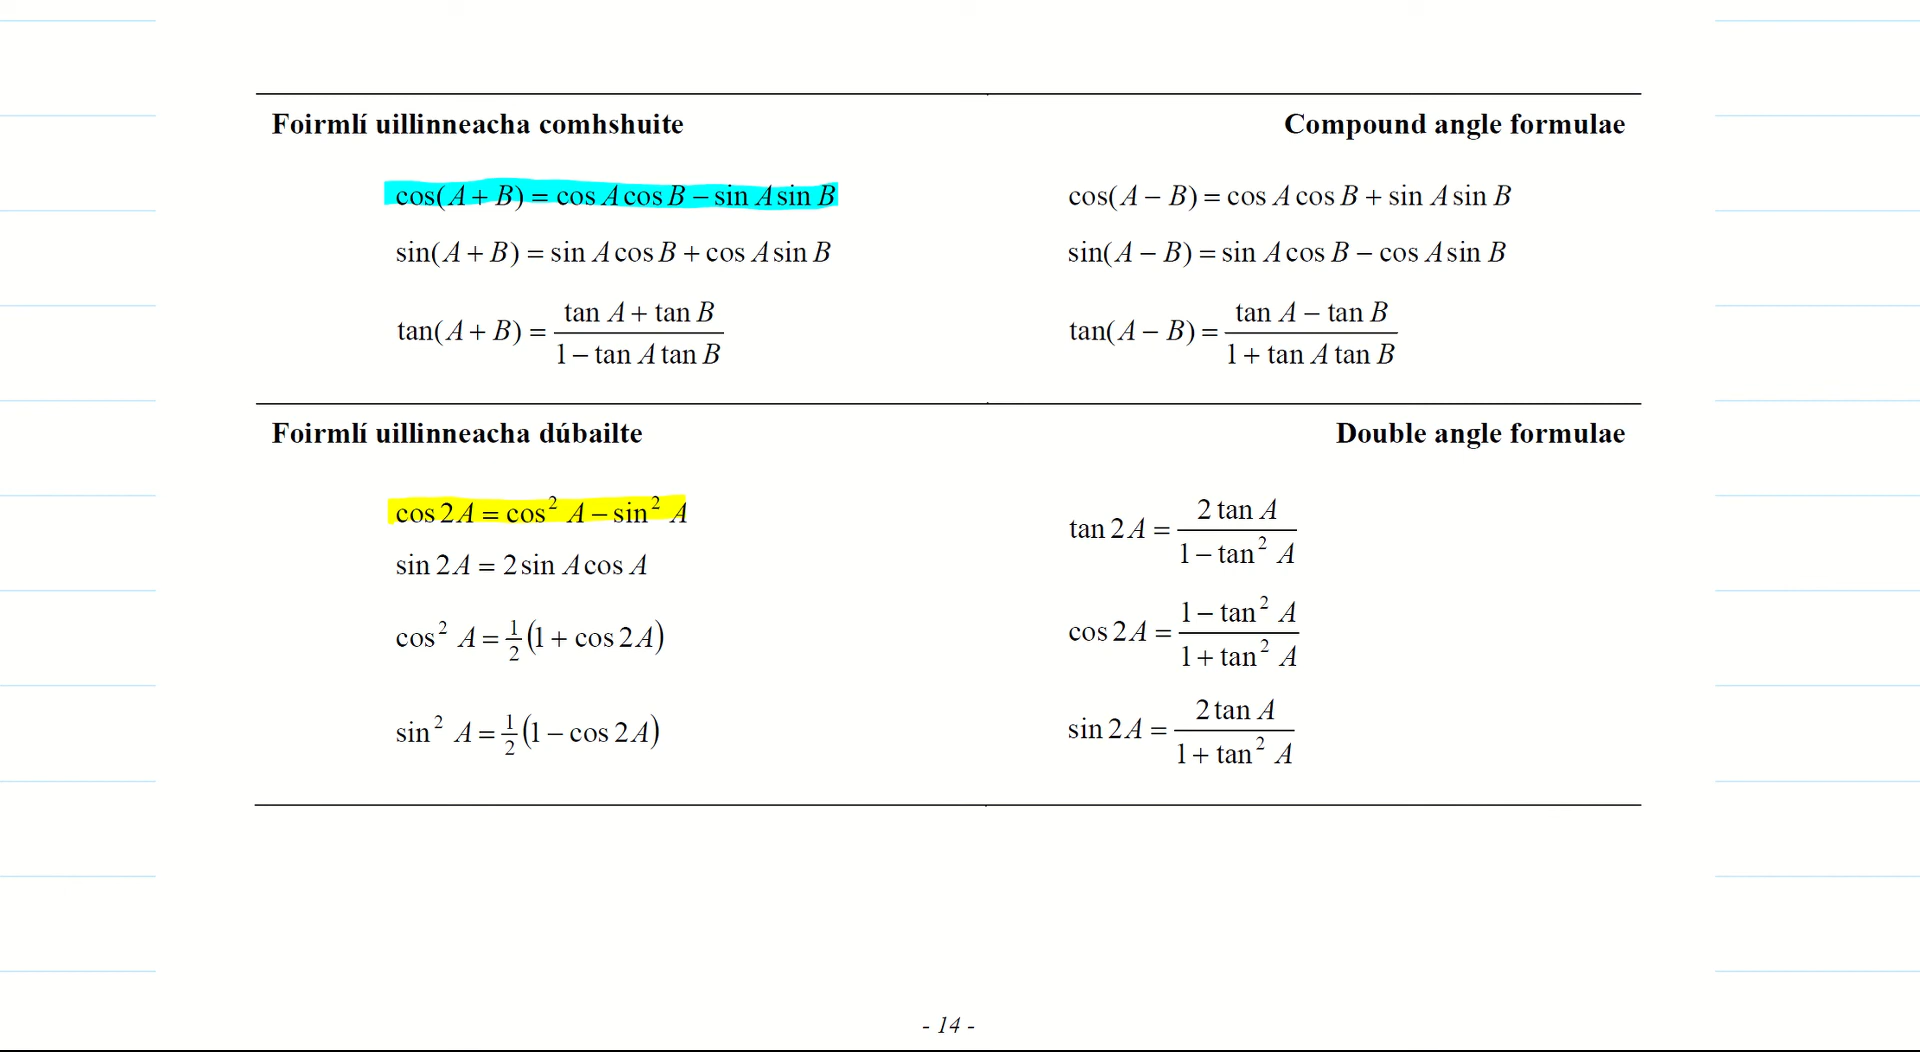 Foirmlí uillinneacha comhshuite Compound angle formulae
cos(A + B) = cos A cos B − sin A sin B cos(A − B) = cos A cos B + sin A sin B
sin(A + B) = sin A cos B + cos A sin B sin(A − B) = sin A cos B − cos A sin B
tan(A + B) = (tan A + tan B) / (1 − tan A tan B) tan(A − B) = (tan A − tan B) / (1 + tan A tan B)
Foirmlí uillinneacha dúbailte Double angle formulae
cos 2A = cos² A − sin² A
sin 2A = 2 sin A cos A
cos² A = ½(1 + cos 2A)
sin² A = ½(1 − cos 2A)
tan 2A = 2 tan A / (1 − tan² A)
cos 2A = (1 − tan² A) / (1 + tan² A)
sin 2A = 2 tan A / (1 + tan² A)
- 14 -